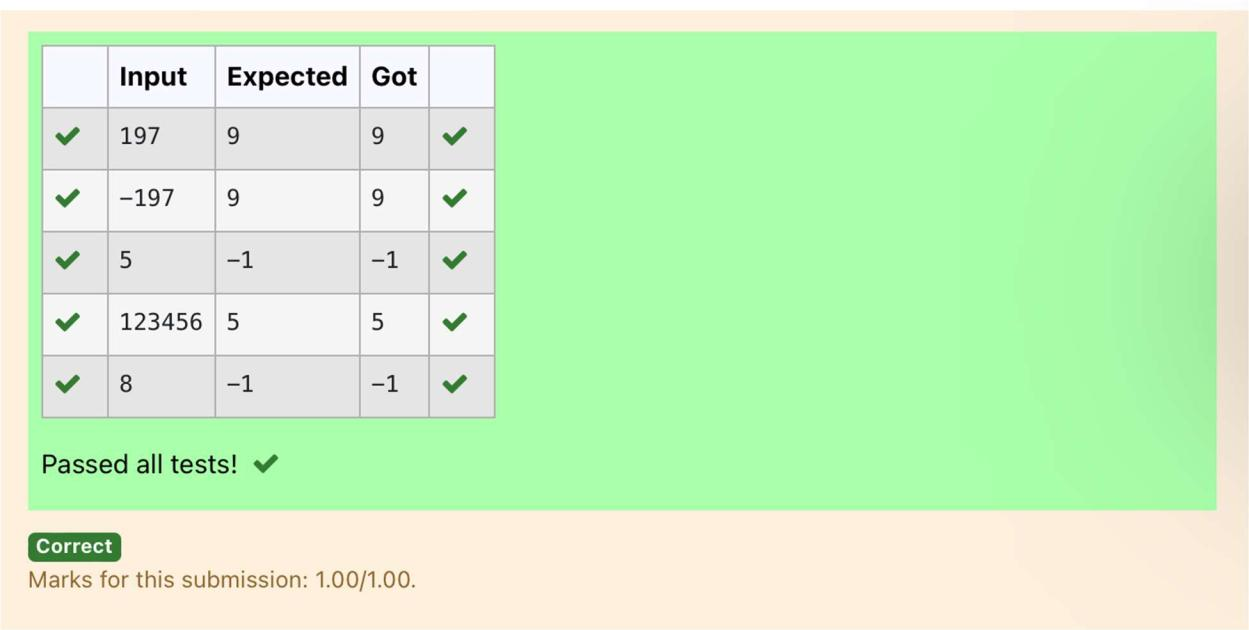 Input Expected Got
197 9 9
−197 9 9
5 −1 −1
123456 5 5
8 −1 −1
Passed all tests!
Correct
Marks for this submission: 1.00/1.00.